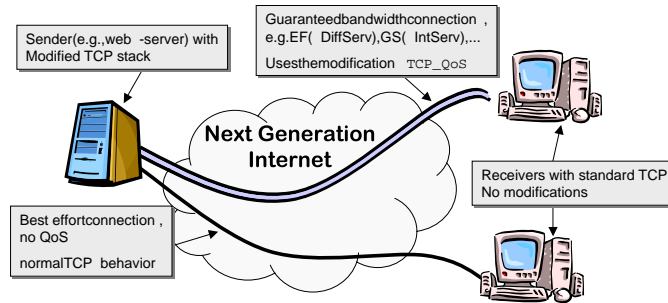 Sender(e.g.,web -server) with
Modified TCP stack
Guaranteedbandwidthconnection ,
e.g.EF( DiffServ),GS( IntServ),...
Usesthemodification TCP_QoS
Next Generation
Internet
Receivers with standard TCP
No modifications
Best effortconnection ,
no QoS
normalTCP behavior